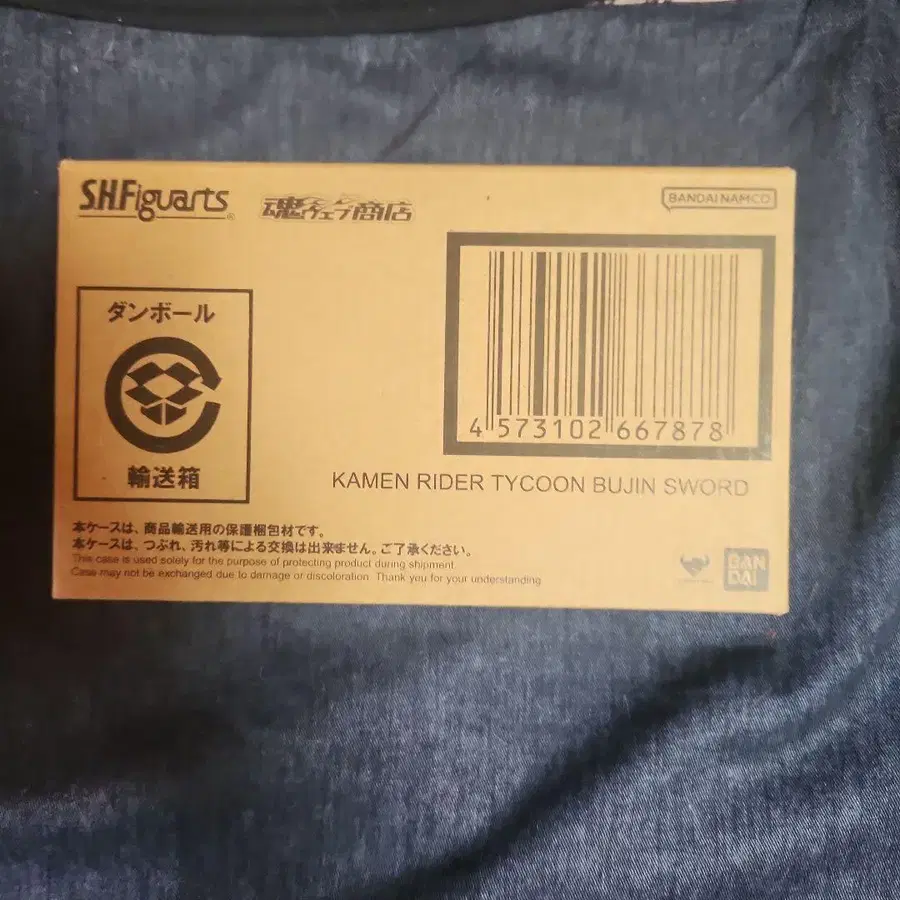 S.H.Figuarts
魂ウェブ商店
BANDAI NAMCO
ダンボール
輸送箱
4 573102 667878
KAMEN RIDER TYCOON BUJIN SWORD
本ケースは、商品輸送用の保護梱包材です。
本ケースは、つぶれ、汚れ等による交換は出来ません。ご了承ください。
This case is used solely for the purpose of protecting product during shipment.
Case may not be exchanged due to damage or discoloration. Thank you for your understanding.
BAN
DAI